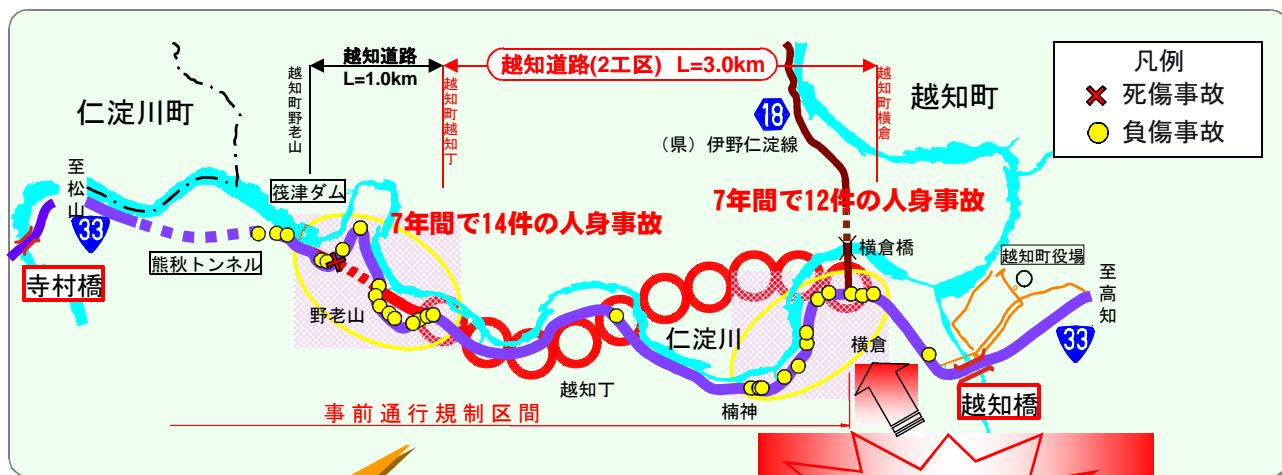 越知道路
L=1.0km
越知道路(2工区) L=3.0km
越知町野老山
越知町越知丁
越知町横倉
凡例
死傷事故
負傷事故
仁淀川町
越知町
18
（県）伊野仁淀線
至松山
筏津ダム
7年間で14件の人身事故
7年間で12件の人身事故
33
熊秋トンネル
寺村橋
横倉橋
越知町役場
至高知
野老山
仁淀川
横倉
33
越知丁
楠神
越知橋
事前通行規制区間